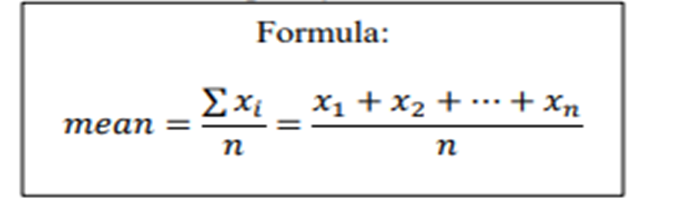 Formula:
mean = ∑ xᵢ / n = x₁ + x₂ + ⋯ + xₙ / n